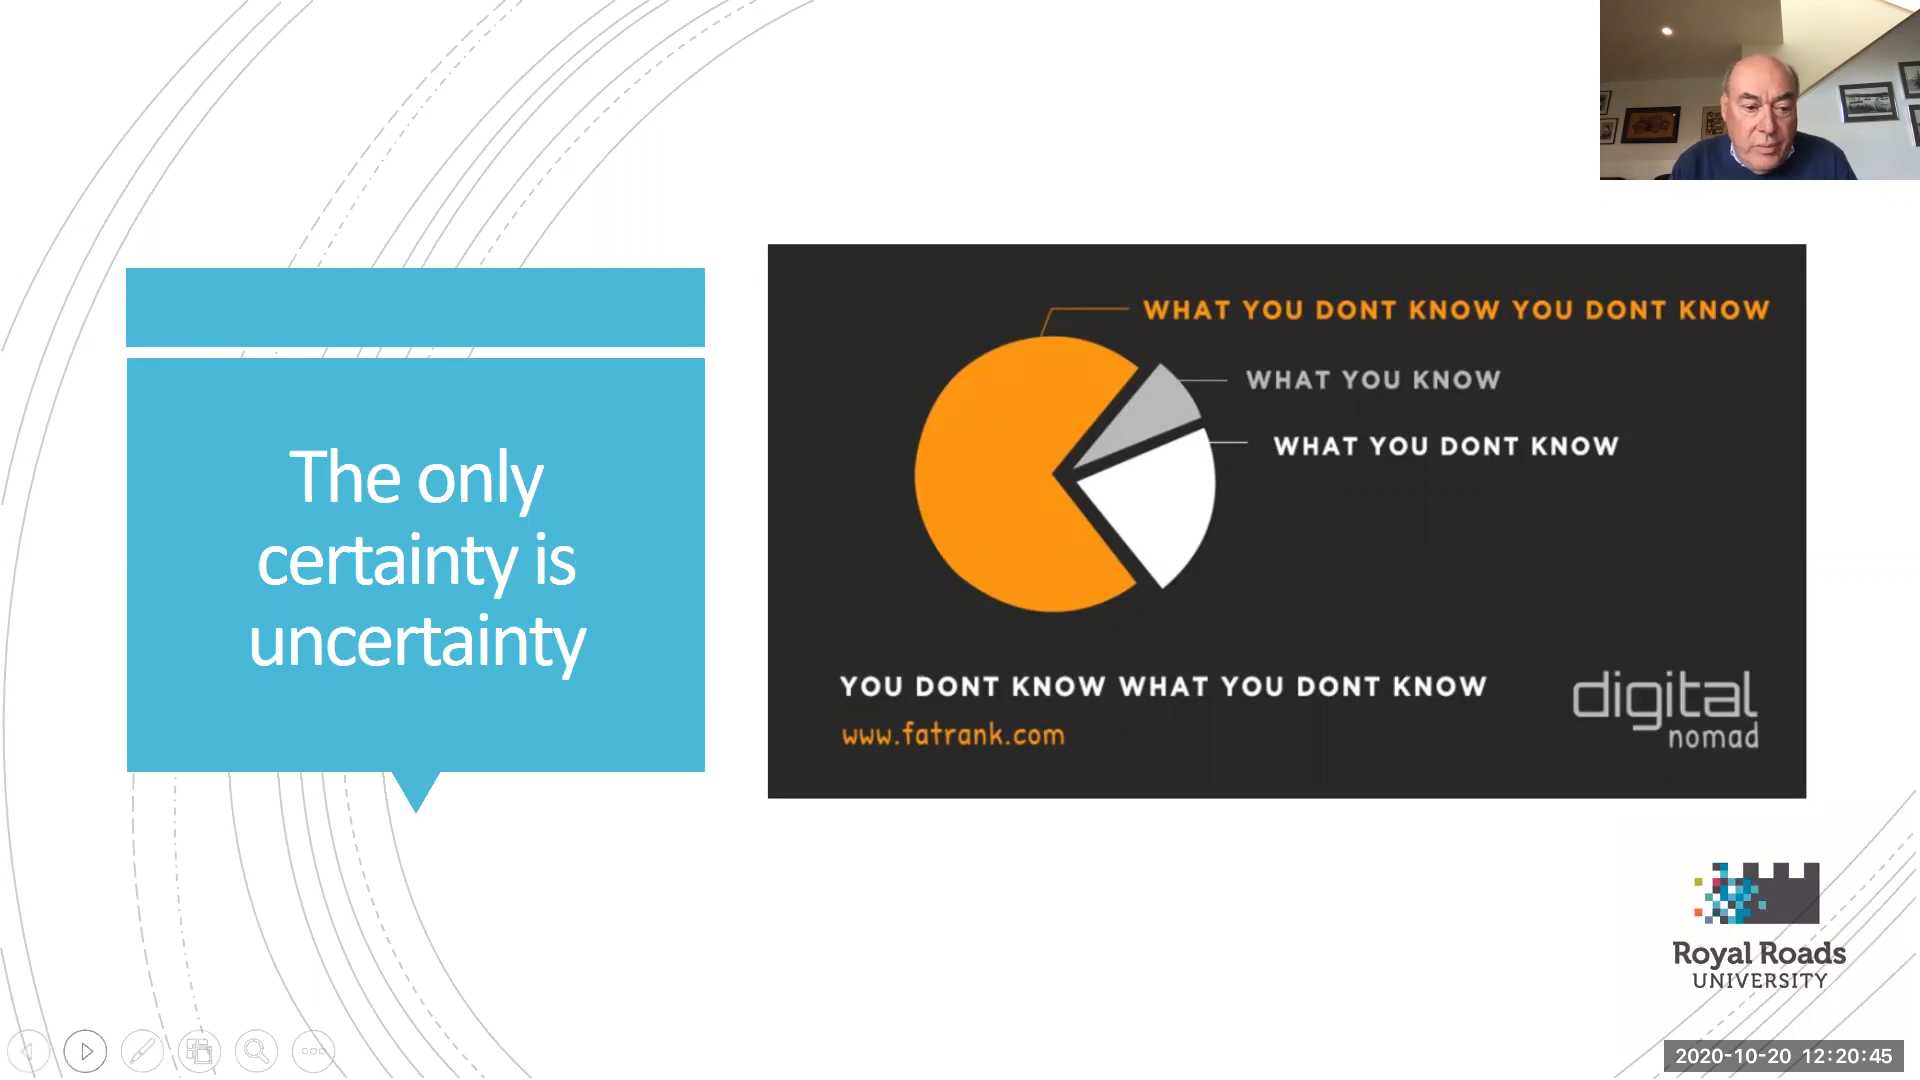 The only
certainty is
uncertainty
WHAT YOU DONT KNOW YOU DONT KNOW
WHAT YOU KNOW
WHAT YOU DONT KNOW
YOU DONT KNOW WHAT YOU DONT KNOW
www.fatrank.com
digital
nomad
Royal Roads
UNIVERSITY
2020-10-20 12:20:45